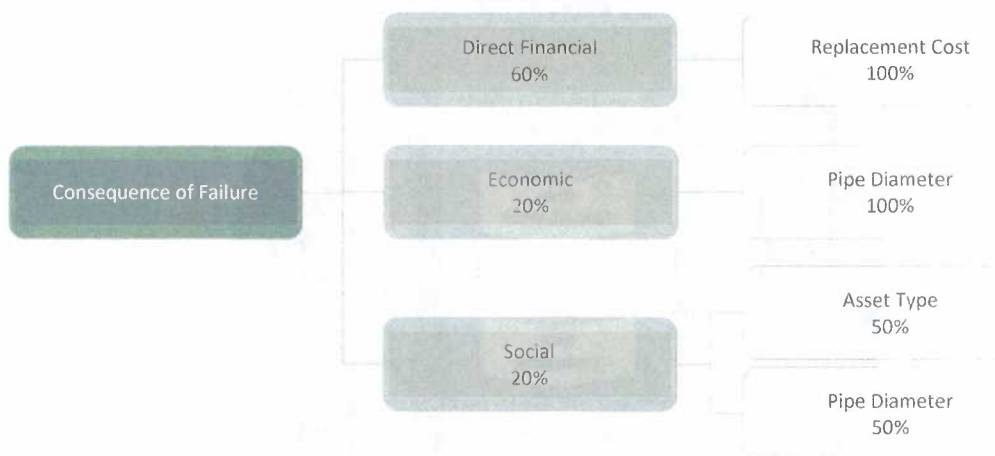 Consequence of Failure
Direct Financial
60%
Replacement Cost
100%
Economic
20%
Pipe Diameter
100%
Social
20%
Asset Type
50%
Pipe Diameter
50%